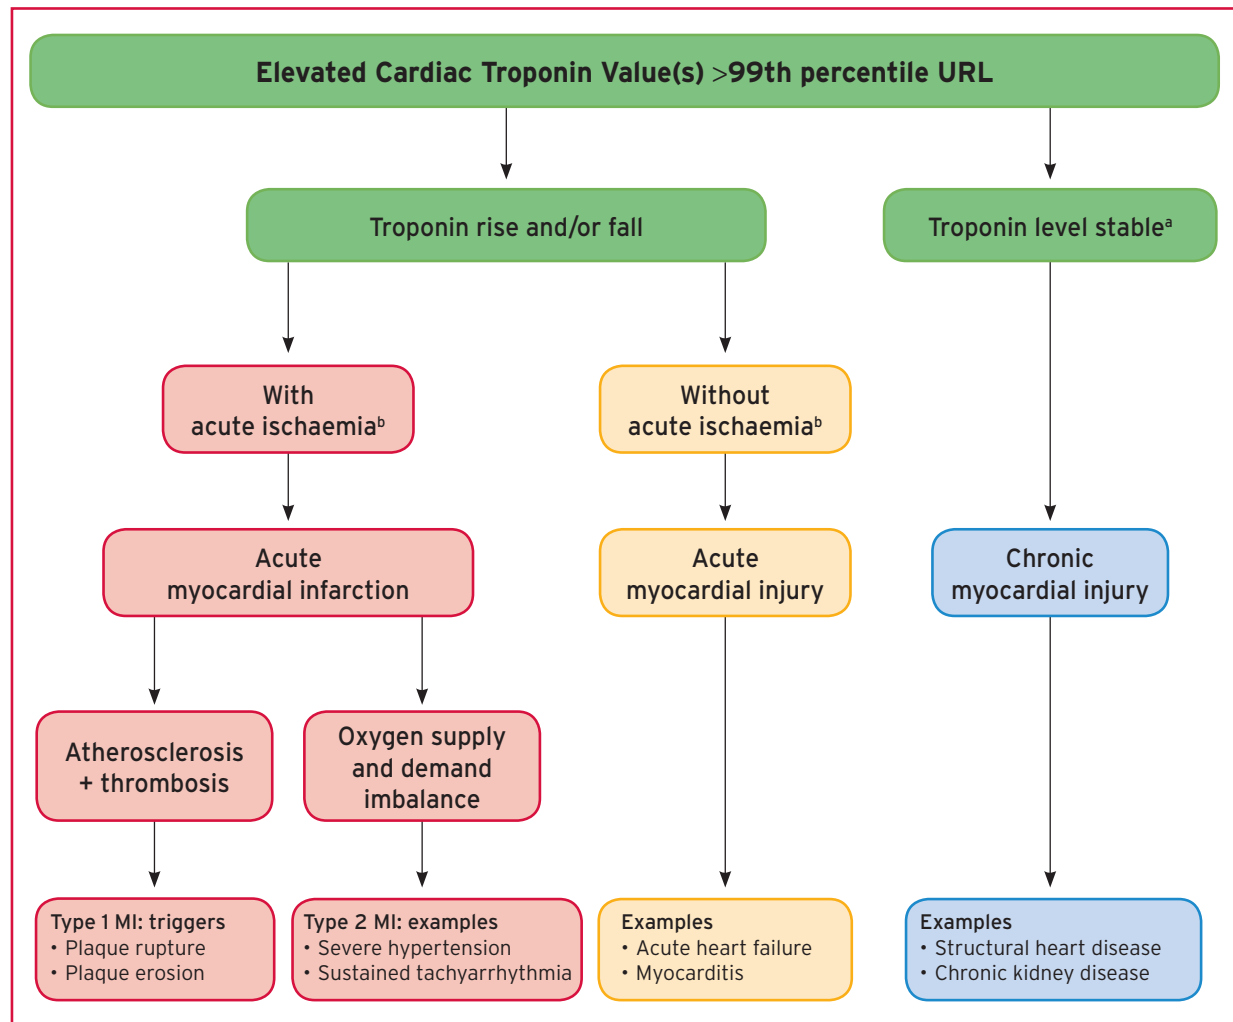 Elevated Cardiac Troponin Value(s) >99th percentile URL
Troponin rise and/or fall
Troponin level stableᵃ
With
acute ischaemiaᵇ
Without
acute ischaemiaᵇ
Acute
myocardial infarction
Acute
myocardial injury
Chronic
myocardial injury
Atherosclerosis
+ thrombosis
Oxygen supply
and demand
imbalance
Type 1 MI: triggers
• Plaque rupture
• Plaque erosion
Type 2 MI: examples
• Severe hypertension
• Sustained tachyarrhythmia
Examples
• Acute heart failure
• Myocarditis
Examples
• Structural heart disease
• Chronic kidney disease